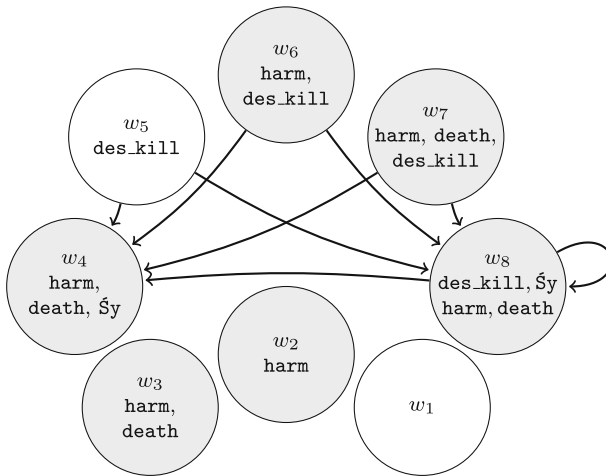 w₆
harm,
des_kill
w₅
des_kill
w₇
harm, death,
des_kill
w₄
harm,
death, Śy
w₈
des_kill, Śy
harm, death
w₂
harm
w₃
harm,
death
w₁